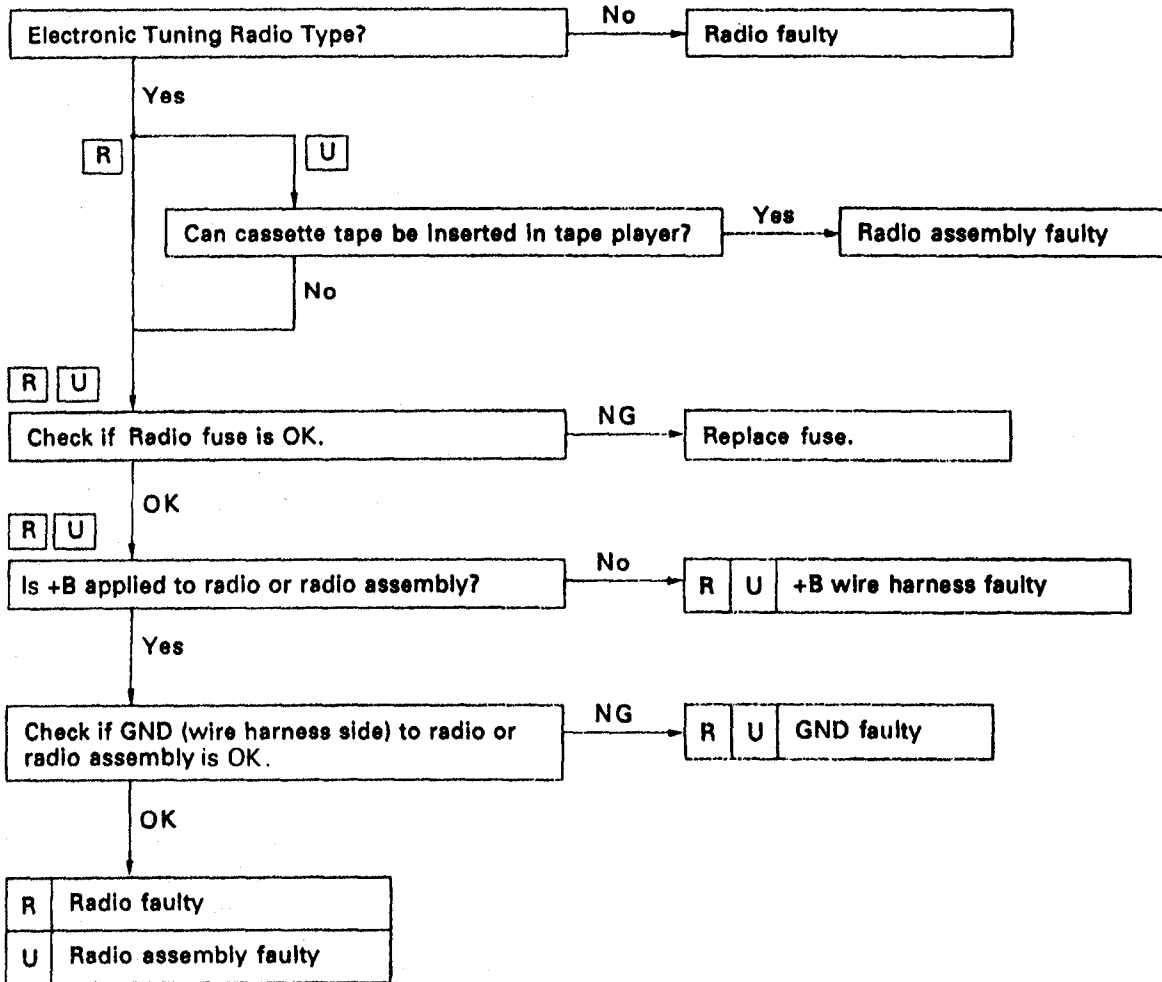 Electronic Tuning Radio Type?
No
Radio faulty
Yes
R
U
Can cassette tape be inserted in tape player?
Yes
Radio assembly faulty
No
R U
Check if Radio fuse is OK.
NG
Replace fuse.
OK
R U
Is +B applied to radio or radio assembly?
No
R U +B wire harness faulty
Yes
Check if GND (wire harness side) to radio or
radio assembly is OK.
NG
R U GND faulty
OK
R Radio faulty
U Radio assembly faulty